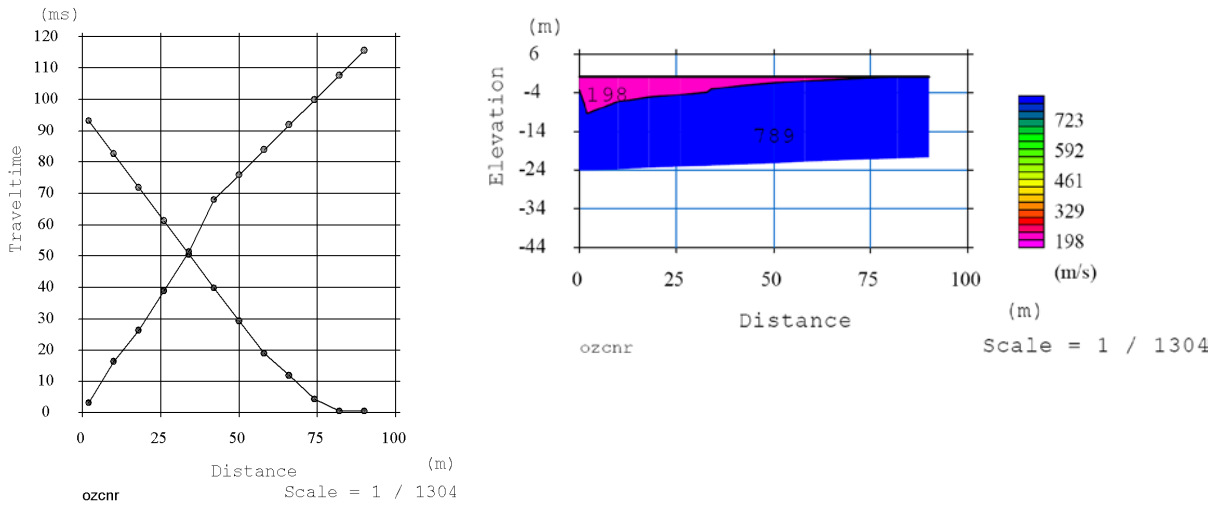 (ms)
120
110
100
90
80
70
60
50
40
30
20
10
0
Traveltime
0 25 50 75 100
Distance (m)
ozcnr Scale = 1 / 1304
(m)
6
-4
-14
-24
-34
-44
Elevation
198
789
0 25 50 75 100
Distance (m)
ozcnr Scale = 1 / 1304
723
592
461
329
198
(m/s)